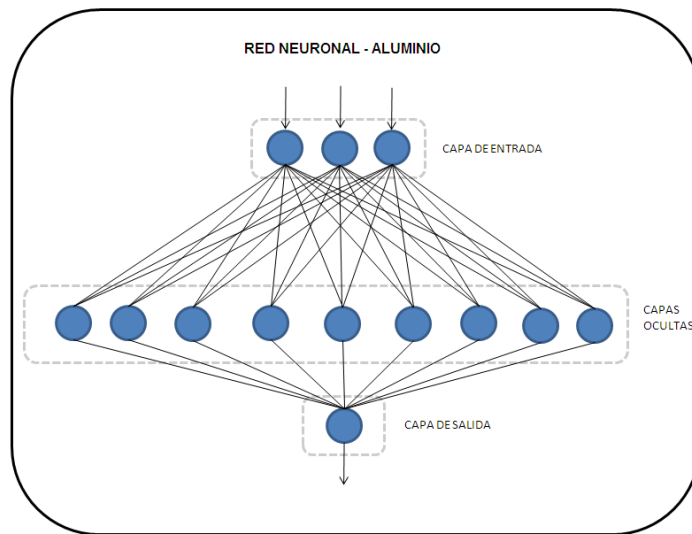 RED NEURONAL - ALUMINIO
CAPA DE ENTRADA
CAPAS
OCULTAS
CAPA DE SALIDA